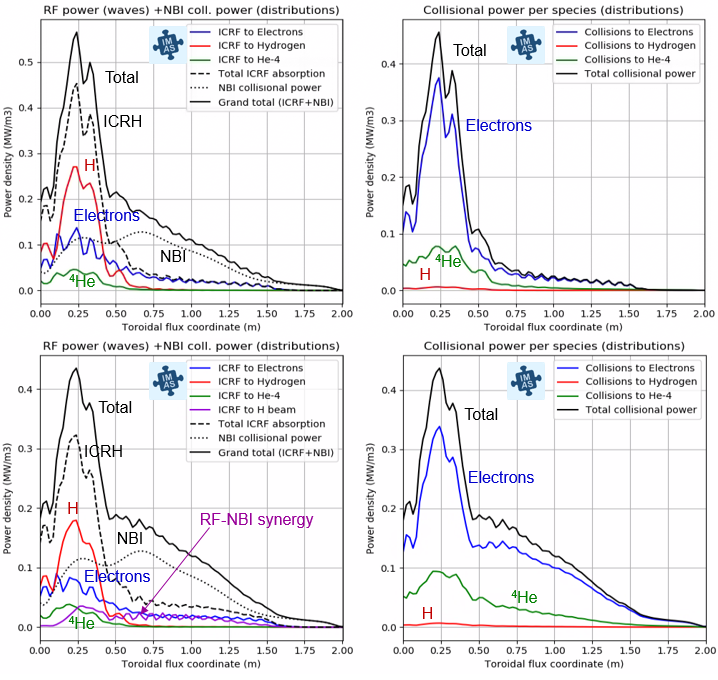 RF power (waves) +NBI coll. power (distributions)
Power density (MW/m3)
0.5
0.4
0.3
0.2
0.1
0.0
IM
AS
ICRF to Electrons
ICRF to Hydrogen
ICRF to He-4
Total ICRF absorption
NBI collisional power
Grand total (ICRF+NBI)
Total
ICRH
H
Electrons
NBI
4He
0.00 0.25 0.50 0.75 1.00 1.25 1.50 1.75 2.00
Toroidal flux coordinate (m)
Collisional power per species (distributions)
Power density (MW/m3)
0.4
0.3
0.2
0.1
0.0
IM
AS
Collisions to Electrons
Collisions to Hydrogen
Collisions to He-4
Total collisional power
Total
Electrons
4He
H
0.00 0.25 0.50 0.75 1.00 1.25 1.50 1.75 2.00
Toroidal flux coordinate (m)
RF power (waves) +NBI coll. power (distributions)
Power density (MW/m3)
0.4
0.3
0.2
0.1
0.0
IM
AS
ICRF to Electrons
ICRF to Hydrogen
ICRF to He-4
ICRF to H beam
Total ICRF absorption
NBI collisional power
Grand total (ICRF+NBI)
Total
ICRH
H
RF-NBI synergy
NBI
Electrons
4He
0.00 0.25 0.50 0.75 1.00 1.25 1.50 1.75 2.00
Toroidal flux coordinate (m)
Collisional power per species (distributions)
Power density (MW/m3)
0.4
0.3
0.2
0.1
0.0
IM
AS
Collisions to Electrons
Collisions to Hydrogen
Collisions to He-4
Total collisional power
Total
Electrons
4He
H
0.00 0.25 0.50 0.75 1.00 1.25 1.50 1.75 2.00
Toroidal flux coordinate (m)